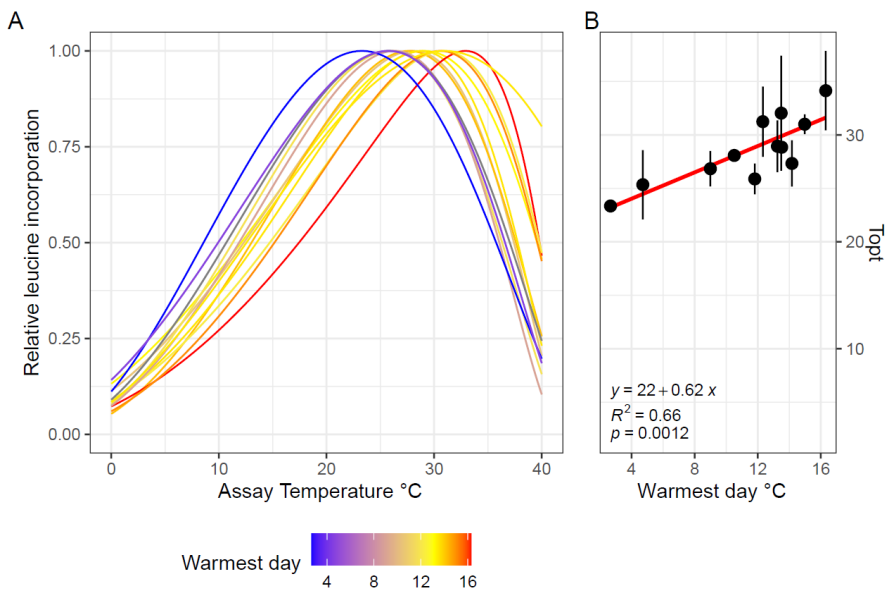 A
B
Relative leucine incorporation
1.00
0.75
0.50
0.25
0.00
0
10
20
30
40
Assay Temperature °C
y = 22 + 0.62 x
R² = 0.66
p = 0.0012
30
20
10
Topt
4
8
12
16
Warmest day °C
Warmest day
4
8
12
16